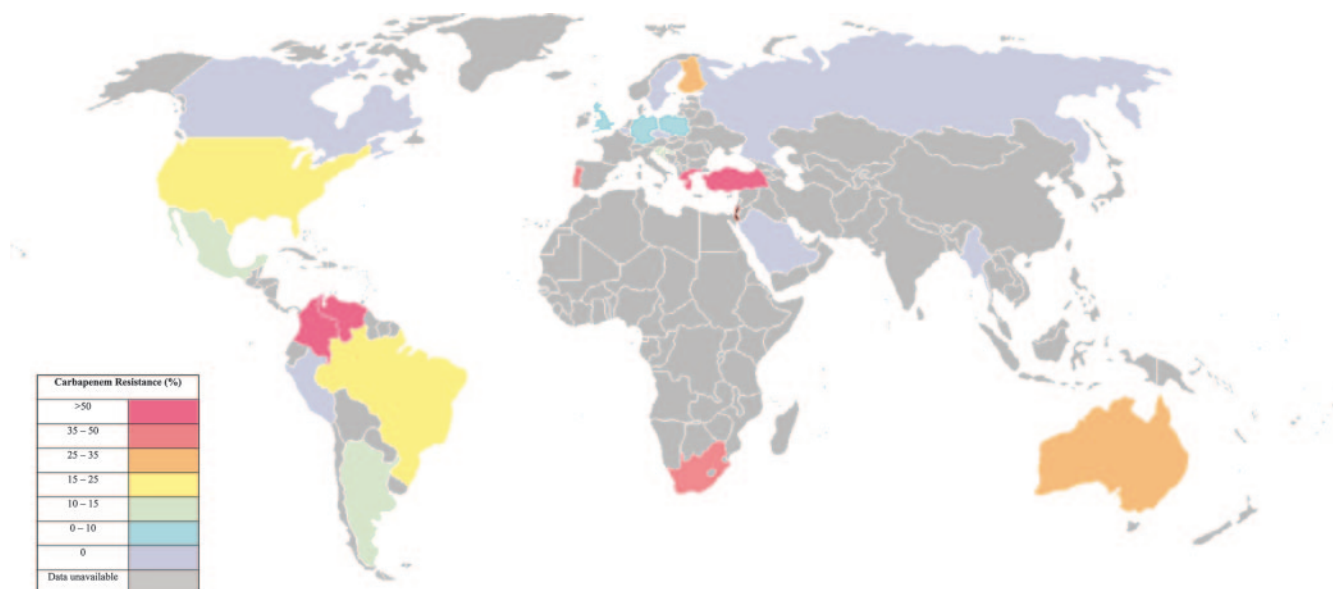 Carbapenem Resistance (%)
>50
35 – 50
25 – 35
15 – 25
10 – 15
0 – 10
0
Data unavailable